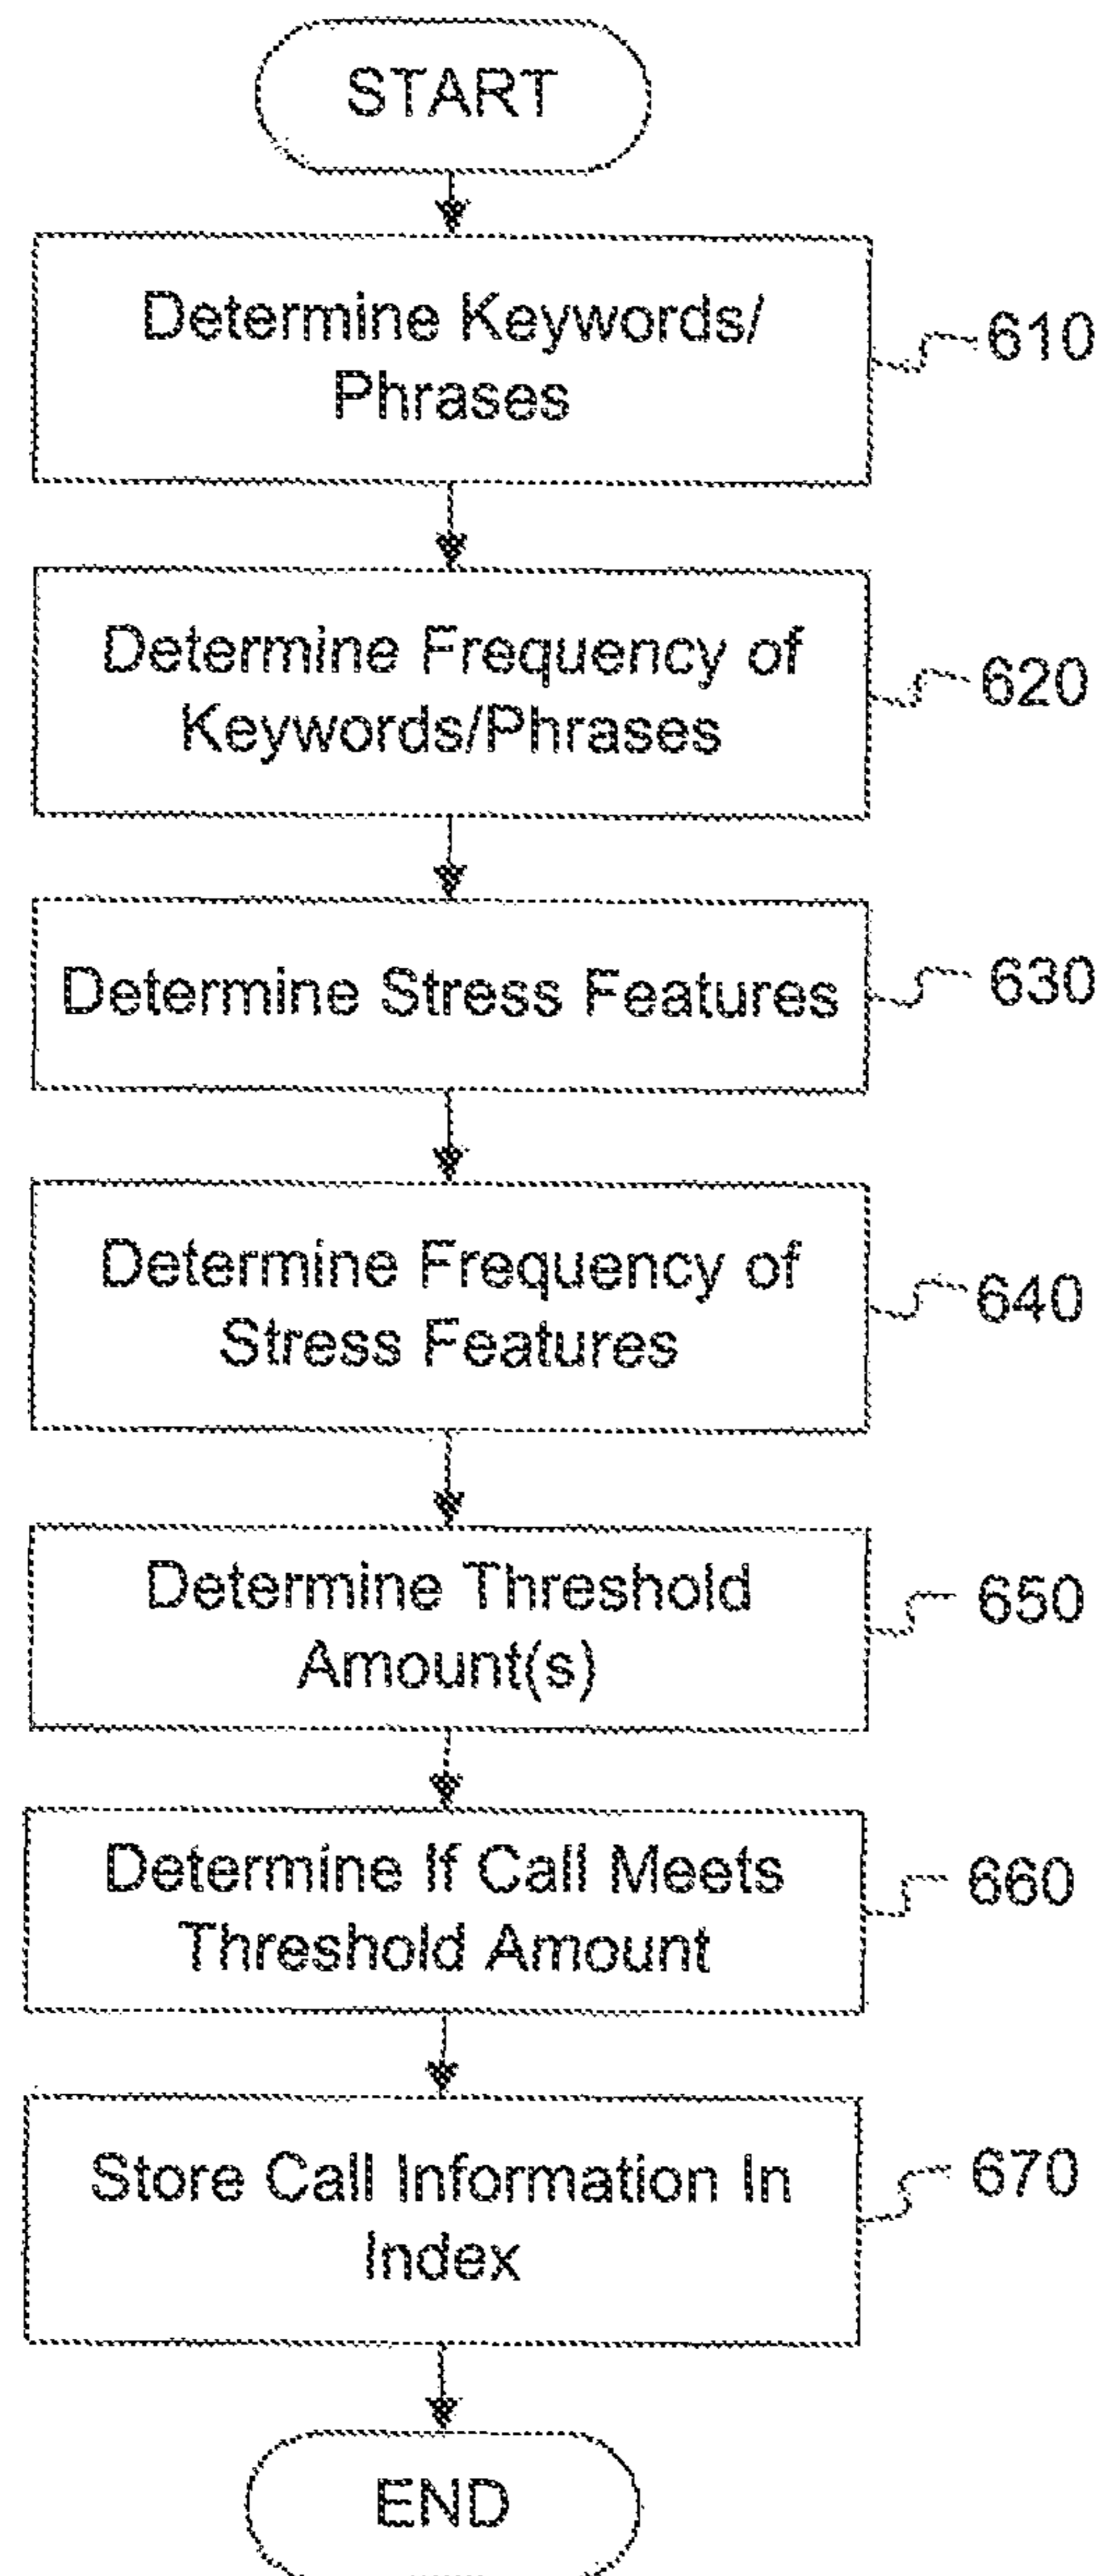 START
Determine Keywords/
Phrases
610
Determine Frequency of
Keywords/Phrases
620
Determine Stress Features
630
Determine Frequency of
Stress Features
640
Determine Threshold
Amount(s)
650
Determine If Call Meets
Threshold Amount
660
Store Call Information In
Index
670
END